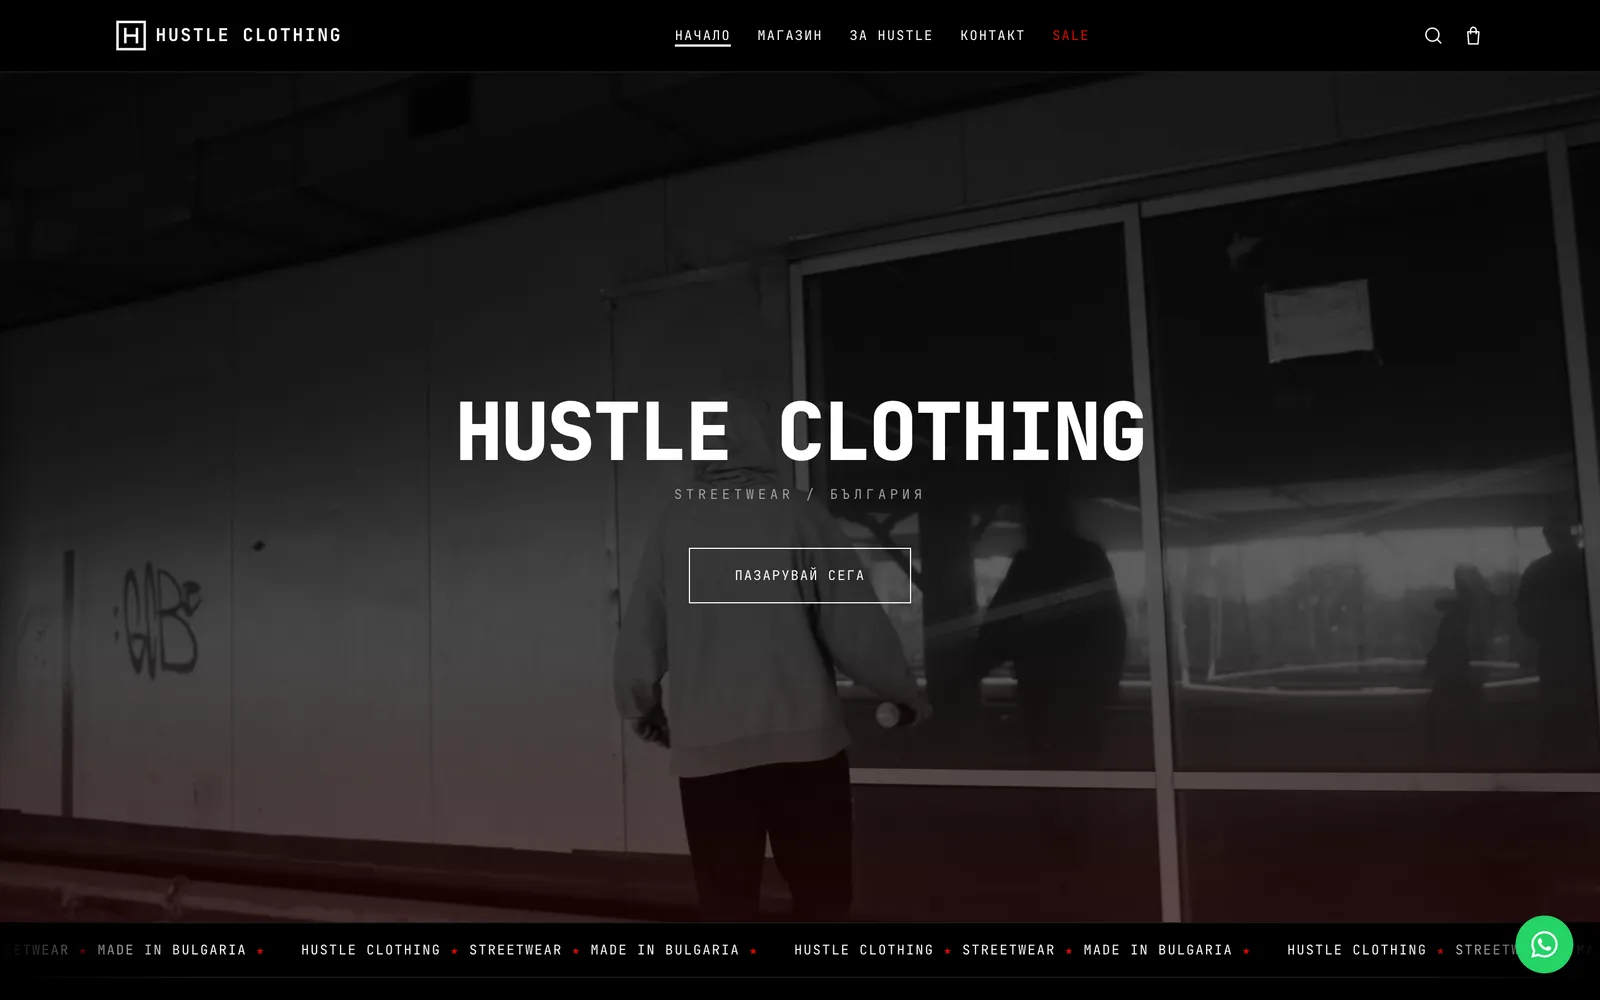 HUSTLE CLOTHING
НАЧАЛО МАГАЗИН ЗА HUSTLE КОНТАКТ SALE
HUSTLE CLOTHING
STREETWEAR / БЪЛГАРИЯ
ПАЗАРУВАЙ СЕГА
MADE IN BULGARIA ★ HUSTLE CLOTHING ★ STREETWEAR ★ MADE IN BULGARIA ★ HUSTLE CLOTHING ★ STREETWEAR ★ MADE IN BULGARIA ★ HUSTLE CLOTHING ★